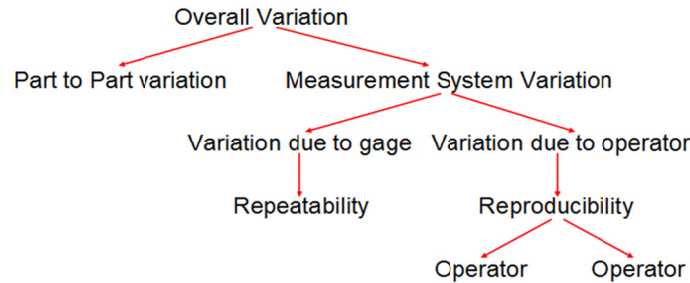 Overall Variation
Part to Part variation
Measurement System Variation
Variation due to gage
Variation due to operator
Repeatability
Reproducibility
Operator
Operator